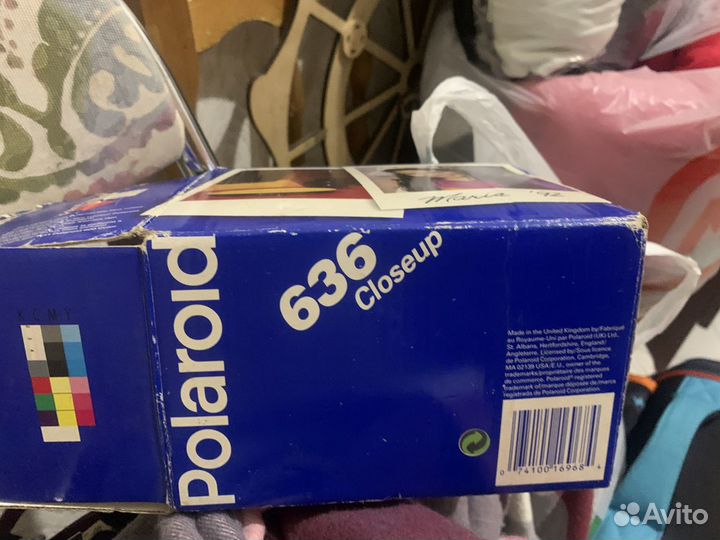 Maria '92
636
Closeup
Polaroid
K C M Y
Made in the United Kingdom by/Fabriqué
au Royaume-Uni par Polaroid (UK) Ltd.,
St. Albans, Hertfordshire, England/
Angleterre. Licensed by/Sous licence
de Polaroid Corporation, Cambridge,
MA 02139 USA/E.U., owner of the
trademarks/propriétaire des marques
de commerce. Polaroid® registered
trademark of/marque déposée de/marca
registrada de Polaroid Corporation.
0 74100 16968 4
Avito